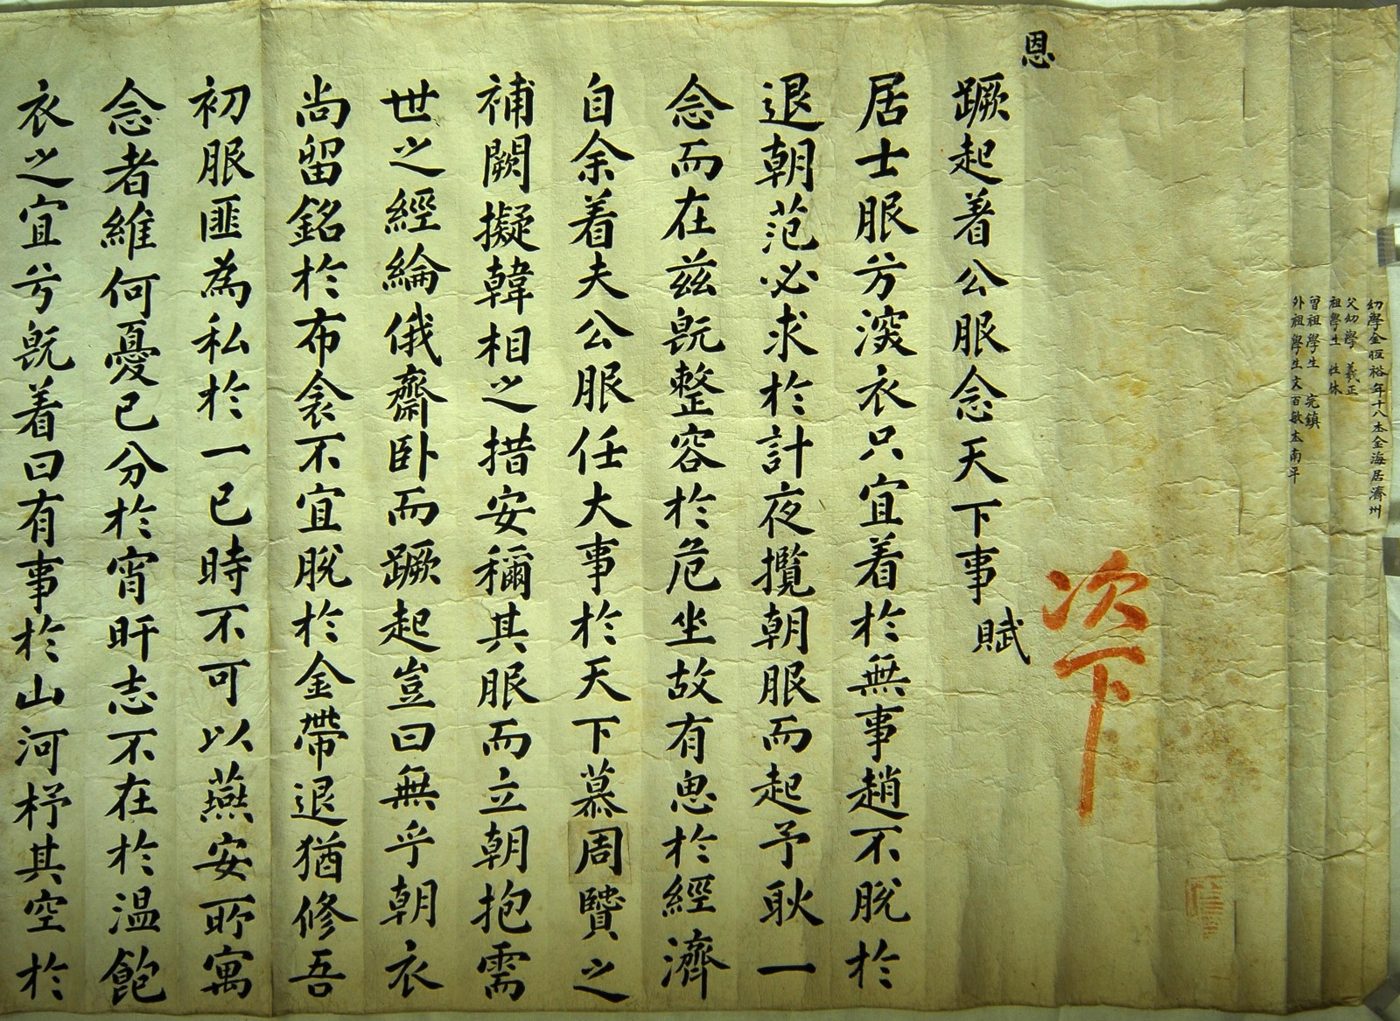 幼學金恒裕年十八本金海居濟州
父幼學 義正
祖學生 性休
曾祖學生 完鎮
外祖學生文百敏本南平
恩
次下
蹶起着公服念天下事 賦
居士服兮深衣只宜着於無事趙不脫於
退朝范必求於計夜攬朝服而起予耿一
念而在茲旣整容於危坐故有思於經濟
自余着夫公服任大事於天下慕周贒之
補闕擬韓相之措安稱其服而立朝抱需
世之經綸俄齋卧而蹶起豈曰無乎朝衣
尚留銘於布衾不宜脫於金帶退猶修吾
初服匪為私於一已時不可以燕安所寓
念者維何憂已分於宵旰志不在於温飽
衣之宜兮旣着曰有事於山河杼其空於